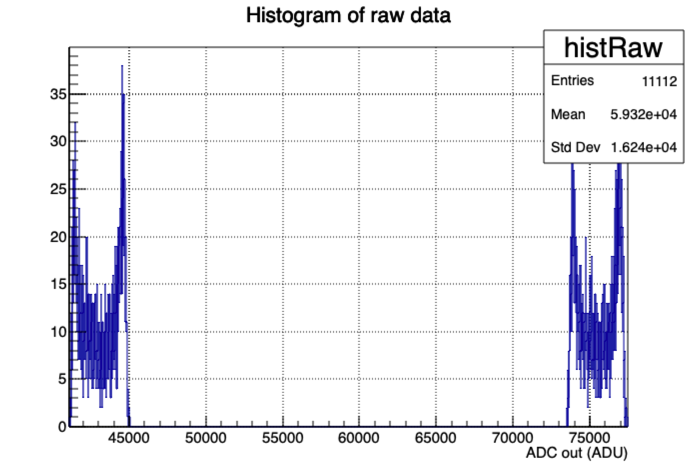 Histogram of raw data
histRaw
Entries 11112
Mean 5.932e+04
Std Dev 1.624e+04
35
30
25
20
15
10
5
0
45000 50000 55000 60000 65000 70000 75000
ADC out (ADU)